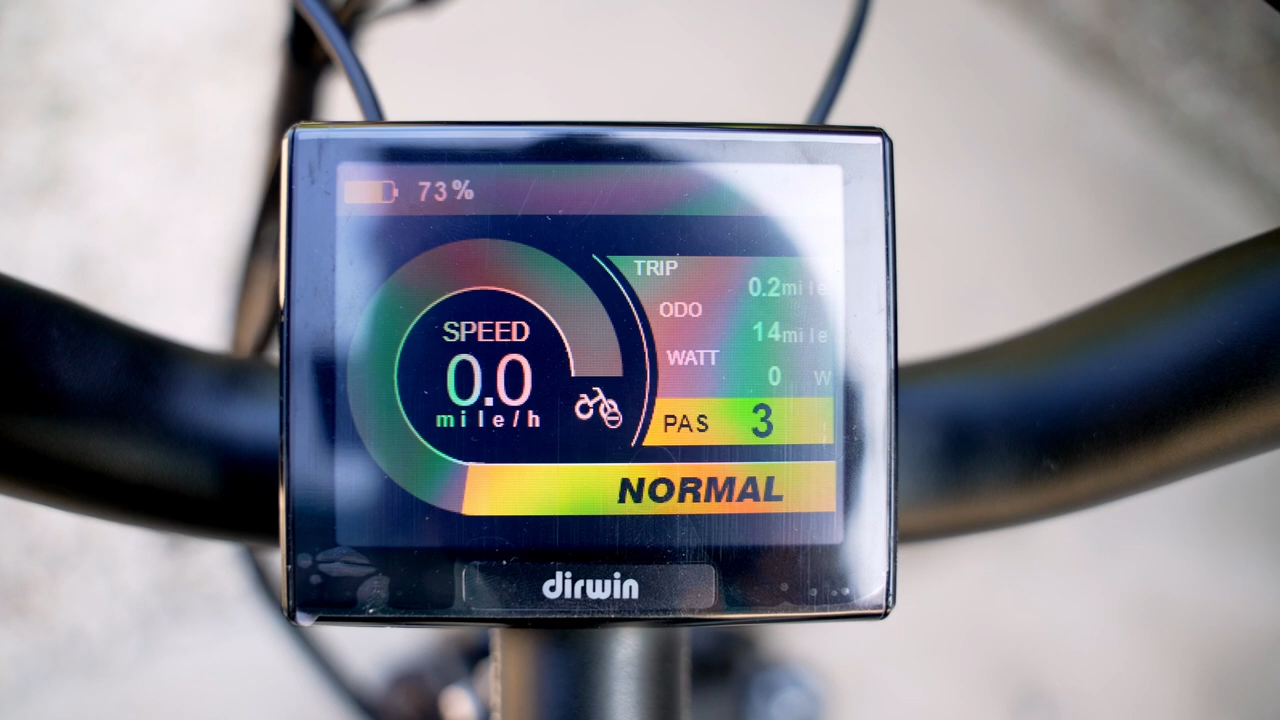 73%
TRIP
0.2mile
ODO
14mile
WATT
0 W
PAS 3
SPEED
0.0
mile/h
NORMAL
dirwin